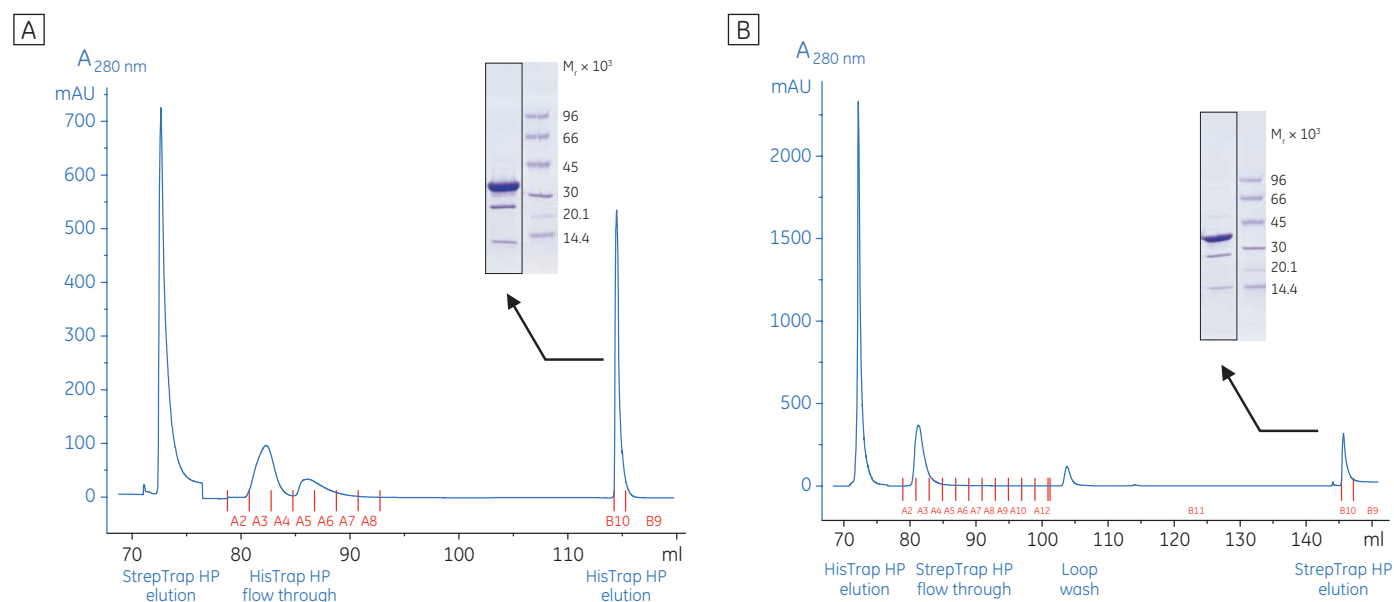 A
A 280 nm
mAU
700
600
500
400
300
200
100
0
Mr × 10³
96
66
45
30
20.1
14.4
A2 A3 A4 A5 A6 A7 A8 B10 B9
70 80 90 100 110 ml
StrepTrap HP elution
HisTrap HP flow through
HisTrap HP elution
B
A 280 nm
mAU
2000
1500
1000
500
0
Mr × 10³
96
66
45
30
20.1
14.4
A2 A3 A4 A5 A6 A7 A8 A9 A10 A12 B11 B10 B9
70 80 90 100 110 120 130 140 ml
HisTrap HP elution
StrepTrap HP flow through
Loop wash
StrepTrap HP elution